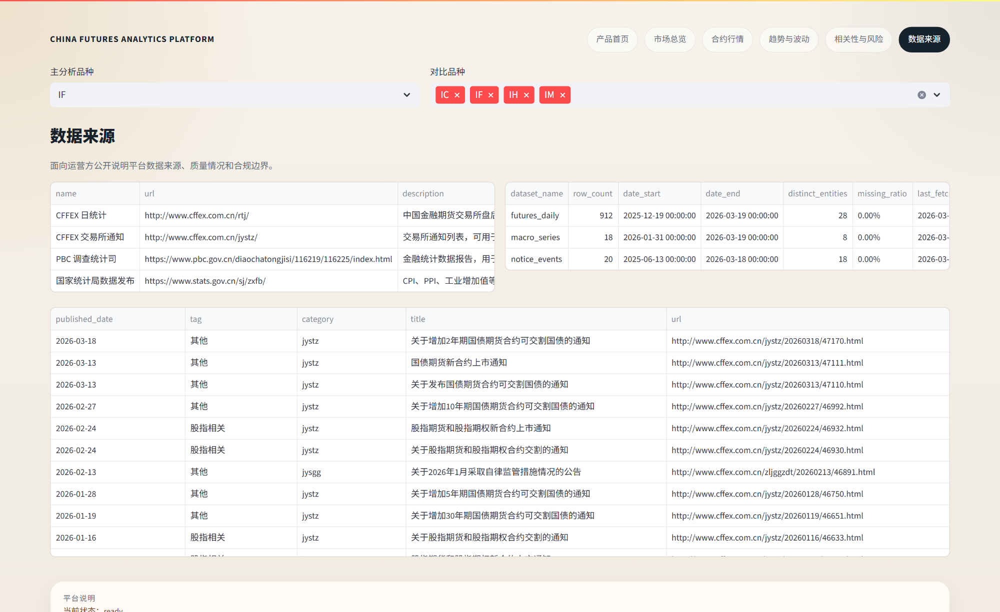 CHINA FUTURES ANALYTICS PLATFORM
产品首页 市场总览 合约行情 趋势与波动 相关性与风险 数据来源
主分析品种 对比品种
IF IC IF IH IM
数据来源
面向运营方公开说明平台数据来源、质量情况和合规边界。
name url description
CFFEX 日统计 http://www.cffex.com.cn/rtj/ 中国金融期货交易所盘后
CFFEX 交易所通知 http://www.cffex.com.cn/jystz/ 交易所通知列表，可用于
PBC 调查统计司 https://www.pbc.gov.cn/diaochatongjisi/116219/116225/index.html 金融统计数据报告，用于
国家统计局数据发布 https://www.stats.gov.cn/sj/zxfb/ CPI、PPI、工业增加值等
dataset_name row_count date_start date_end distinct_entities missing_ratio last_fetc
futures_daily 912 2025-12-19 00:00:00 2026-03-19 00:00:00 28 0.00% 2026-03-
macro_series 18 2026-01-31 00:00:00 2026-03-19 00:00:00 8 0.00% 2026-03-
notice_events 20 2025-06-13 00:00:00 2026-03-18 00:00:00 18 0.00% 2026-03-
published_date tag category title url
2026-03-18 其他 jystz 关于增加2年期国债期货合约可交割国债的通知 http://www.cffex.com.cn/jystz/20260318/47170.html
2026-03-13 其他 jystz 国债期货新合约上市通知 http://www.cffex.com.cn/jystz/20260313/47111.html
2026-03-13 其他 jystz 关于发布国债期货合约可交割国债的通知 http://www.cffex.com.cn/jystz/20260313/47110.html
2026-02-27 其他 jystz 关于增加10年期国债期货合约可交割国债的通知 http://www.cffex.com.cn/jystz/20260227/46992.html
2026-02-24 股指相关 jystz 股指期货和股指期权新合约上市通知 http://www.cffex.com.cn/jystz/20260224/46932.html
2026-02-24 股指相关 jystz 关于股指期货和股指期权合约交割的通知 http://www.cffex.com.cn/jystz/20260224/46930.html
2026-02-13 其他 jysgg 关于2026年1月采取自律监管措施情况的公告 http://www.cffex.com.cn/zljggzdt/20260213/46891.html
2026-01-28 其他 jystz 关于增加5年期国债期货合约可交割国债的通知 http://www.cffex.com.cn/jystz/20260128/46750.html
2026-01-19 其他 jystz 关于增加30年期国债期货合约可交割国债的通知 http://www.cffex.com.cn/jystz/20260119/46651.html
2026-01-16 股指相关 jystz 关于股指期货和股指期权合约交割的通知 http://www.cffex.com.cn/jystz/20260116/46633.html
平台说明
当前状态：ready